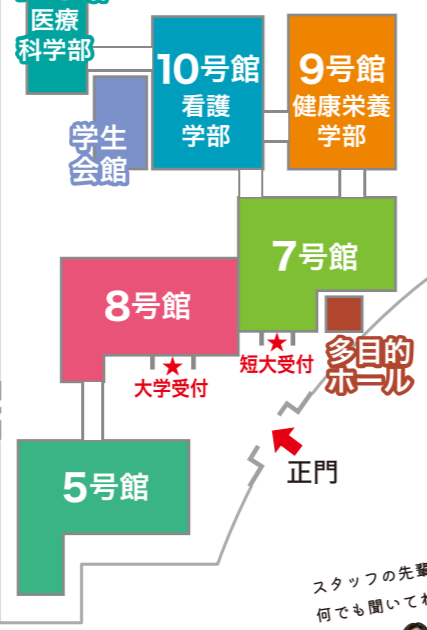 医療
科学部
10号館
看護
学部
9号館
健康栄養
学部
学生
会館
7号館
8号館
多目的
ホール
短大受付
大学受付
正門
5号館
スタッフの先輩
何でも聞いて